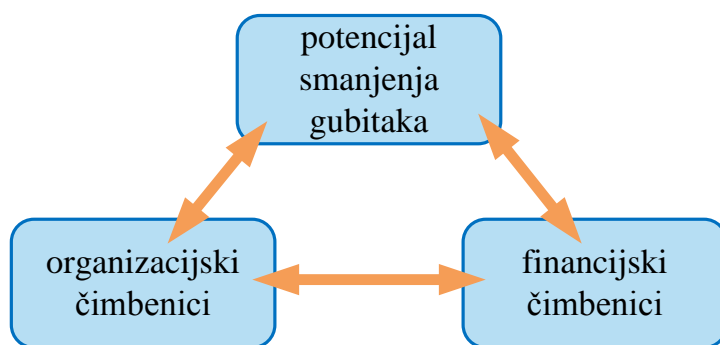 potencijal
smanjenja
gubitaka
organizacijski
čimbenici
financijski
čimbenici